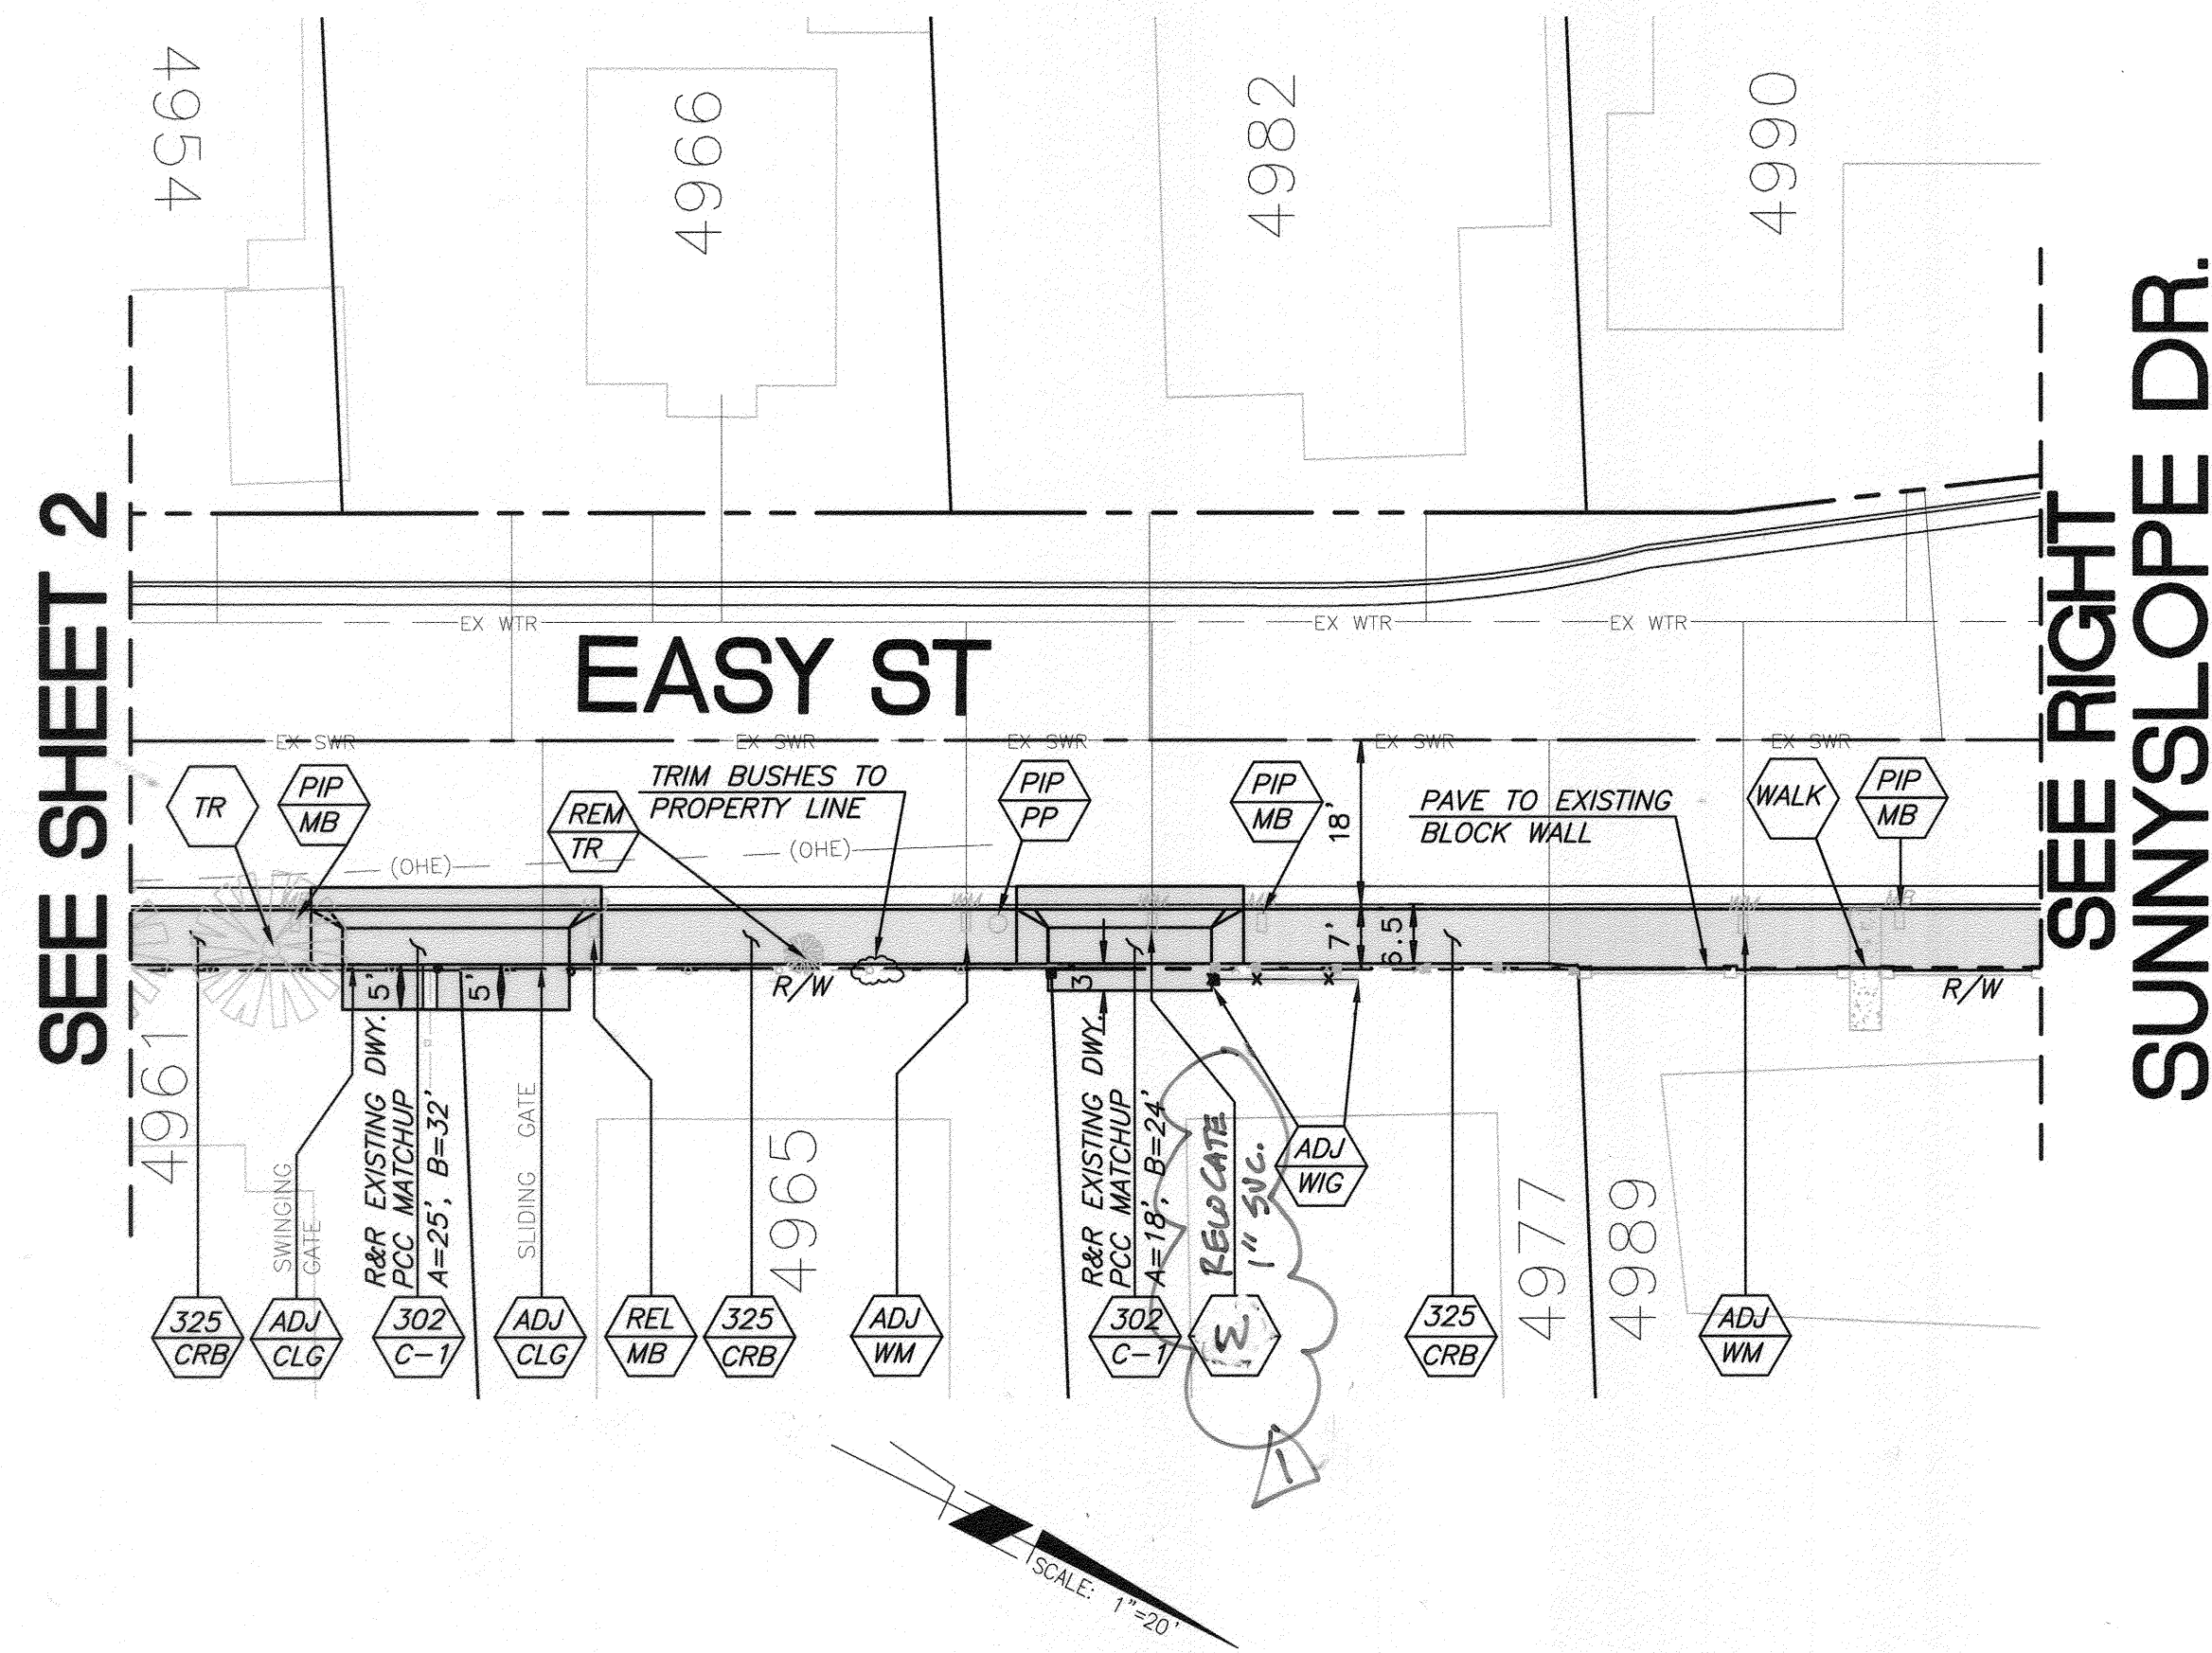 4954
4966
4982
4990
SEE SHEET 2
SEE RIGHT
SUNNYSLOPE DR.
EX WTR
EX WTR
EX WTR
EASY ST
EX SWR
EX SWR
EX SWR
EX SWR
EX SWR
TR
PIP
MB
REM
TR
TRIM BUSHES TO
PROPERTY LINE
PIP
PP
PIP
MB
18'
PAVE TO EXISTING
BLOCK WALL
WALK
PIP
MB
(OHE)
(OHE)
WM
WM
WM
7'
6.5'
5'
5'
3'
R/W
R/W
4961
SWINGING
GATE
R&R EXISTING DWY.
PCC MATCHUP
A=25', B=32'
SLIDING GATE
4965
R&R EXISTING DWY.
PCC MATCHUP
A=18', B=24'
RELOCATE
1" SVC.
ADJ
WIG
4977
4989
325
CRB
ADJ
CLG
302
C-1
ADJ
CLG
REL
MB
325
CRB
ADJ
WM
302
C-1
325
CRB
ADJ
WM
1
SCALE: 1"=20'